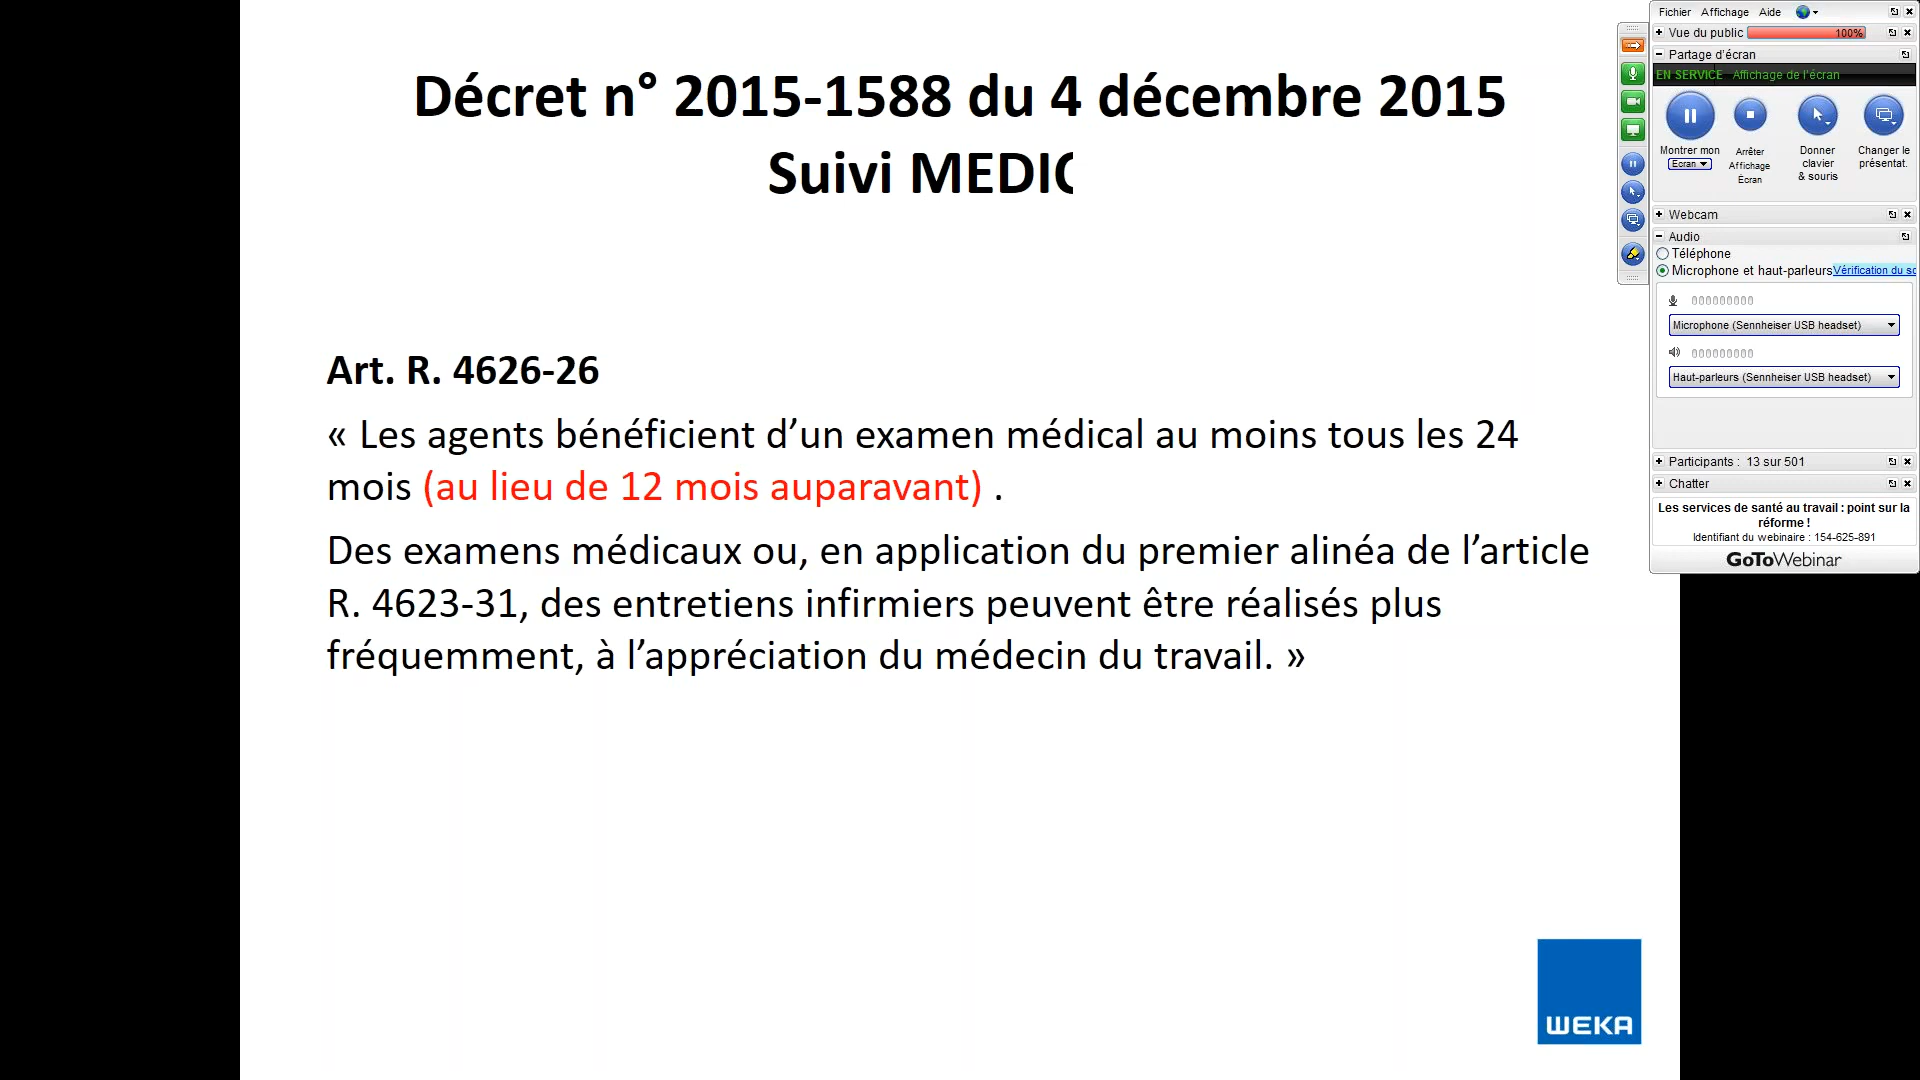 Décret n° 2015-1588 du 4 décembre 2015
Suivi
Art. R. 4626-26
« Les agents bénéficient d’un examen médical au moins tous les 24
mois (au lieu de 12 mois auparavant) .
Des examens médicaux ou, en application du premier alinéa de l’article
R. 4623-31, des entretiens infirmiers peuvent être réalisés plus
fréquemment, à l’appréciation du médecin du travail. »
WEKA
Fichier Affichage Aide
Vue du public 100%
Partage d'écran
EN SERVICE Affichage de l'écran
Montrer mon
Ecran
Arrêter
Affichage
Écran
Donner
clavier
& souris
Changer le
présentat.
Webcam
Audio
Téléphone
Microphone et haut-parleurs Vérification du
000000000
Microphone (Sennheiser USB headset)
000000000
Haut-parleurs (Sennheiser USB headset)
Participants : 13 sur 501
Chatter
Les services de santé au travail : point sur la
réforme !
Identifiant du webinaire : 154-625-891
GoToWebinar